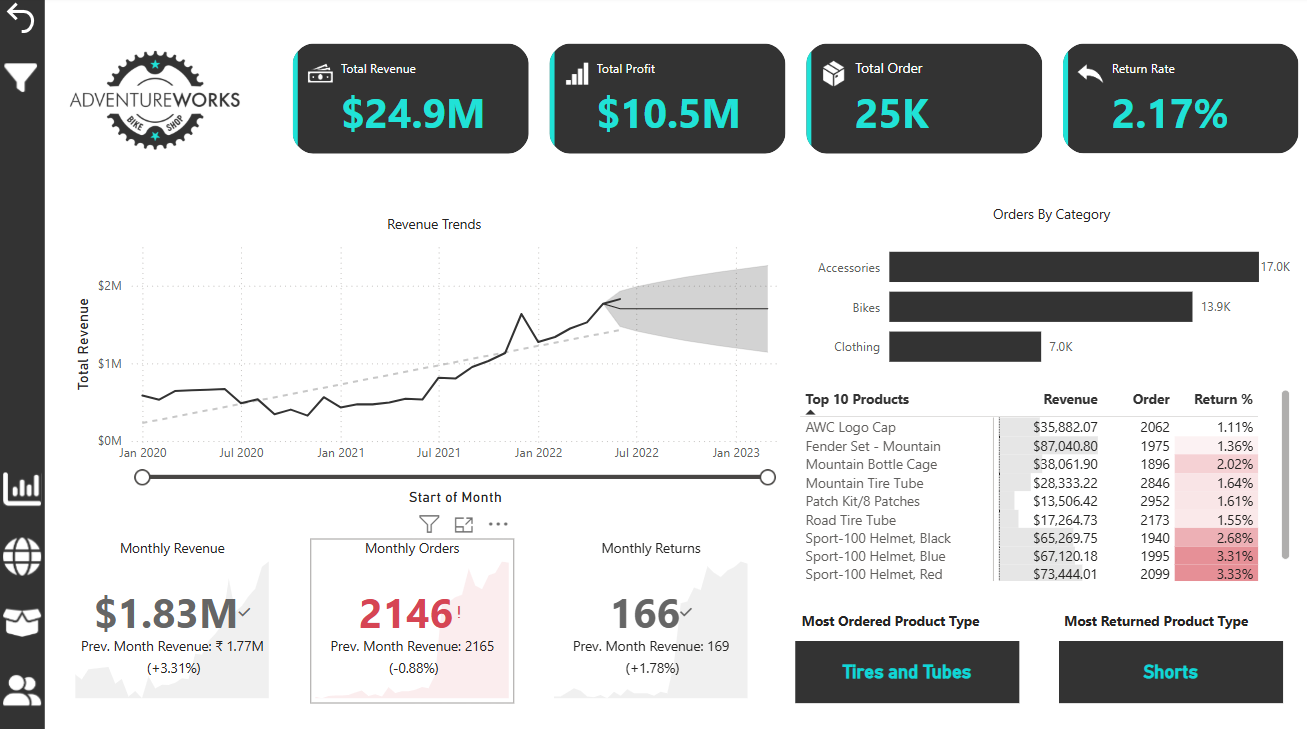 ADVENTUREWORKS
BIKE SHOP
Total Revenue
$24.9M
Total Profit
$10.5M
Total Order
25K
Return Rate
2.17%
Revenue Trends
Total Revenue
$2M
$1M
$0M
Jan 2020 Jul 2020 Jan 2021 Jul 2021 Jan 2022 Jul 2022 Jan 2023
Start of Month
Orders By Category
Accessories 17.0K
Bikes 13.9K
Clothing 7.0K
Top 10 Products Revenue Order Return %
AWC Logo Cap $35,882.07 2062 1.11%
Fender Set - Mountain $87,040.80 1975 1.36%
Mountain Bottle Cage $38,061.90 1896 2.02%
Mountain Tire Tube $28,333.22 2846 1.64%
Patch Kit/8 Patches $13,506.42 2952 1.61%
Road Tire Tube $17,264.73 2173 1.55%
Sport-100 Helmet, Black $65,269.75 1940 2.68%
Sport-100 Helmet, Blue $67,120.18 1995 3.31%
Sport-100 Helmet, Red $73,444.01 2099 3.33%
Monthly Revenue
$1.83M
Prev. Month Revenue: ₹ 1.77M
(+3.31%)
Monthly Orders
2146!
Prev. Month Revenue: 2165
(-0.88%)
Monthly Returns
166
Prev. Month Revenue: 169
(+1.78%)
Most Ordered Product Type
Tires and Tubes
Most Returned Product Type
Shorts